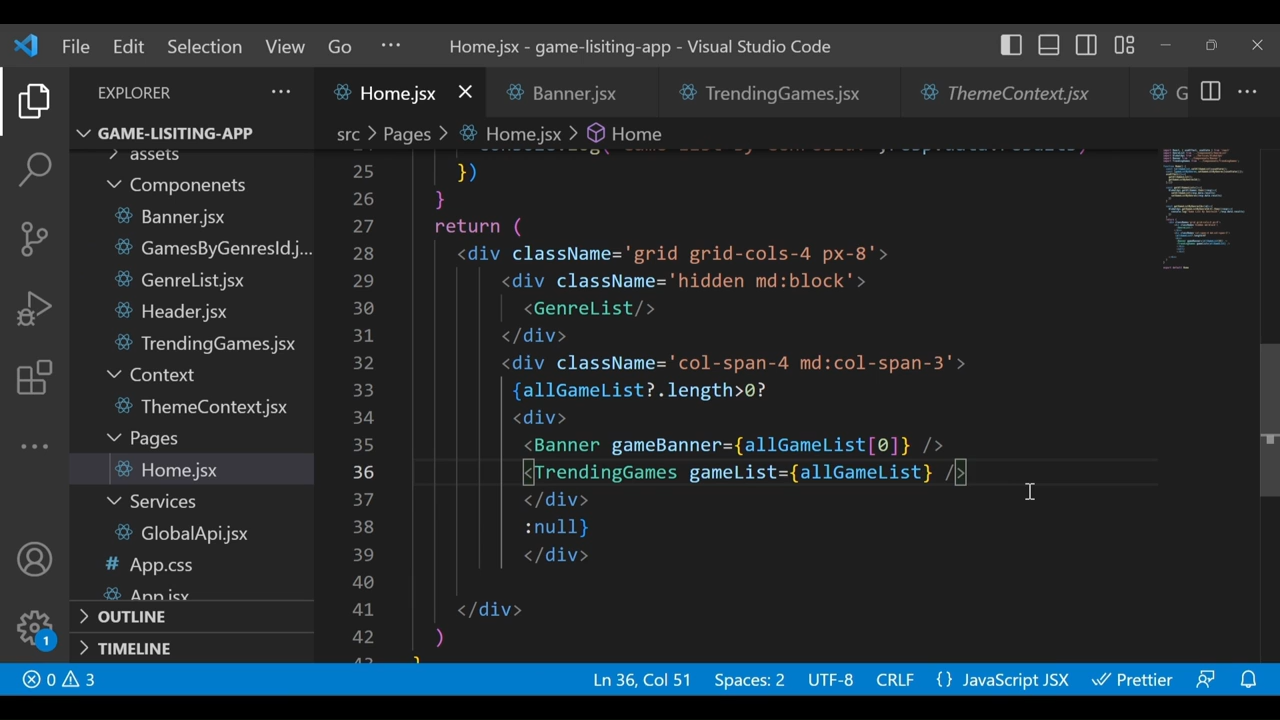 File Edit Selection View Go ··· Home.jsx - game-lisiting-app - Visual Studio Code
EXPLORER ···
Home.jsx Banner.jsx TrendingGames.jsx ThemeContext.jsx G ···
GAME-LISITING-APP
src > Pages > Home.jsx > Home
assets
Componenets
Banner.jsx
GamesByGenresId.j...
GenreList.jsx
Header.jsx
TrendingGames.jsx
Context
ThemeContext.jsx
Pages
Home.jsx
Services
GlobalApi.jsx
# App.css
App.jsx
OUTLINE
TIMELINE
1
25 })
26 }
27 return (
28 <div className='grid grid-cols-4 px-8'>
29 <div className='hidden md:block'>
30 <GenreList/>
31 </div>
32 <div className='col-span-4 md:col-span-3'>
33 {allGameList?.length>0?
34 <div>
35 <Banner gameBanner={allGameList[0]} />
36 <TrendingGames gameList={allGameList} />
37 </div>
38 :null}
39 </div>
40
41 </div>
42 )
0 3 Ln 36, Col 51 Spaces: 2 UTF-8 CRLF {} JavaScript JSX Prettier